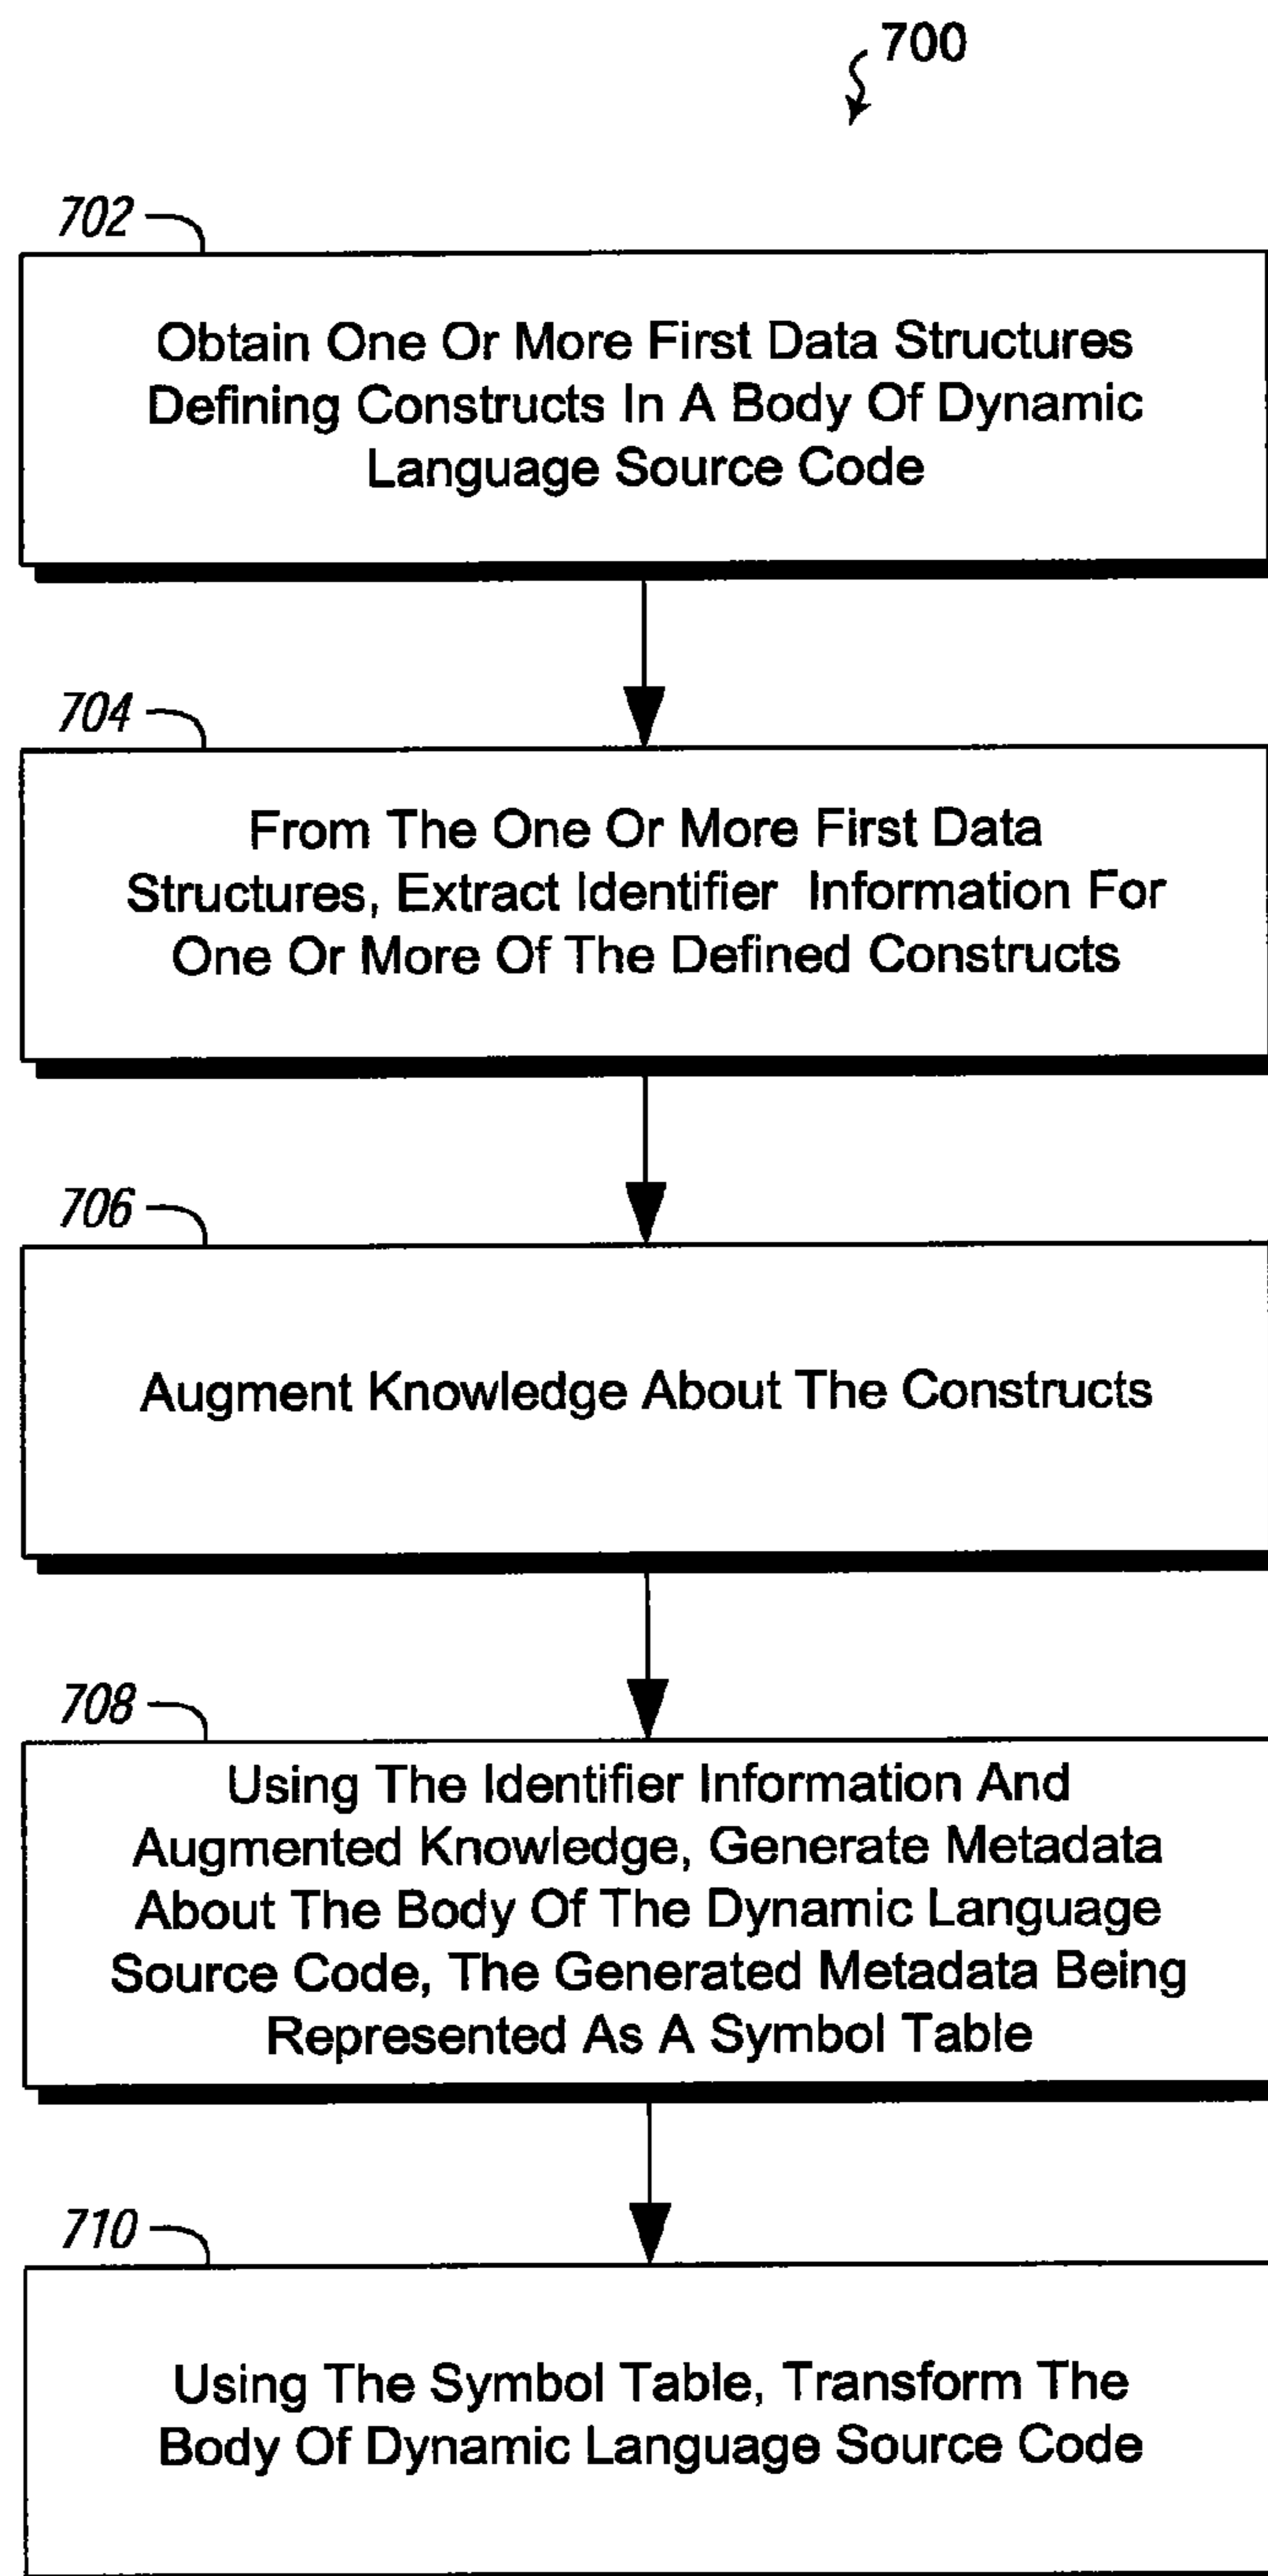 700
702
Obtain One Or More First Data Structures
Defining Constructs In A Body Of Dynamic
Language Source Code
704
From The One Or More First Data
Structures, Extract Identifier Information For
One Or More Of The Defined Constructs
706
Augment Knowledge About The Constructs
708
Using The Identifier Information And
Augmented Knowledge, Generate Metadata
About The Body Of The Dynamic Language
Source Code, The Generated Metadata Being
Represented As A Symbol Table
710
Using The Symbol Table, Transform The
Body Of Dynamic Language Source Code